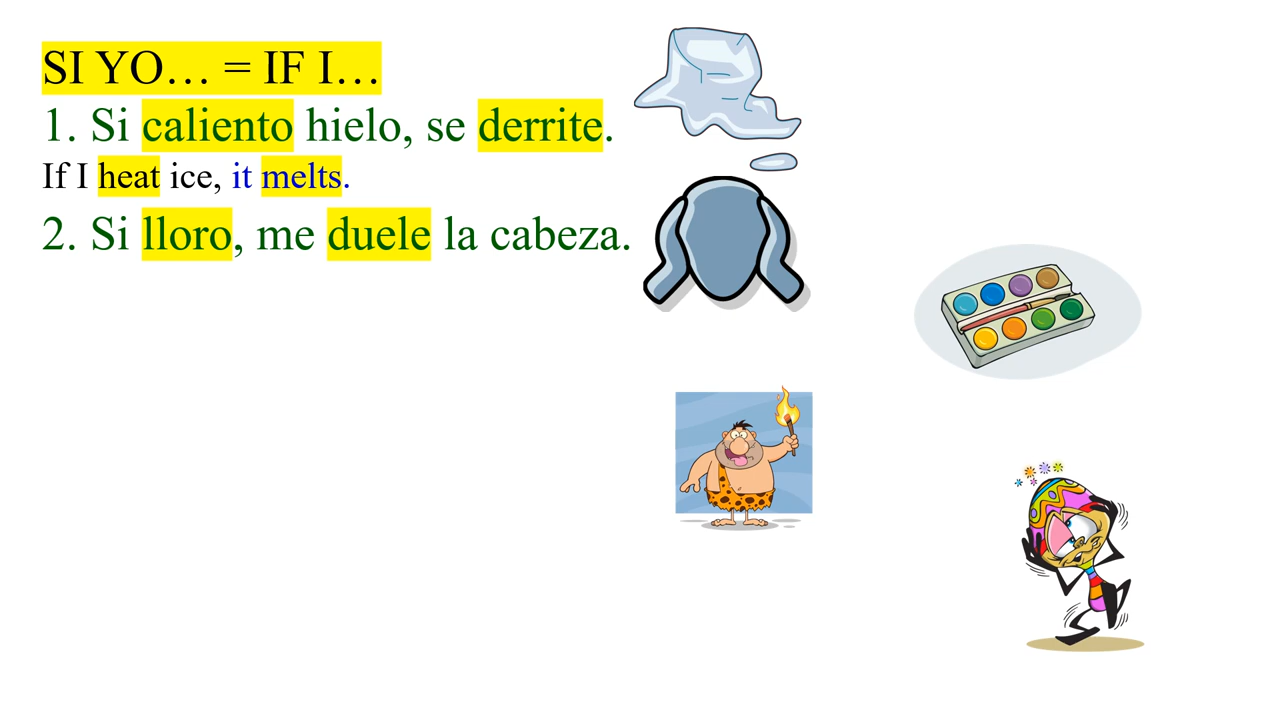 SI YO… = IF I…
1. Si caliento hielo, se derrite.
If I heat ice, it melts.
2. Si lloro, me duele la cabeza.